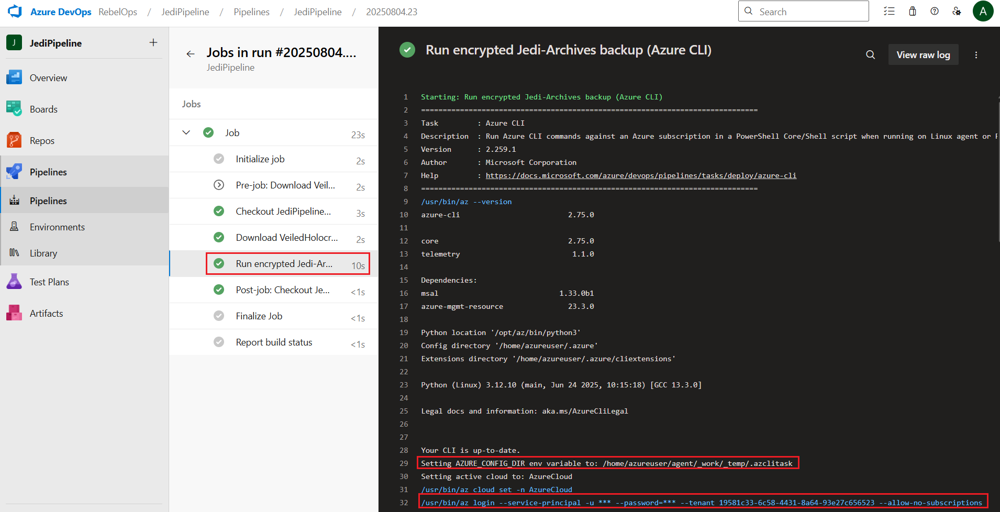 Azure DevOps RebelOps / JediPipeline / Pipelines / JediPipeline / 20250804.23
Search
A
J JediPipeline
Overview
Boards
Repos
Pipelines
Pipelines
Environments
Library
Test Plans
Artifacts
Jobs in run #20250804....
JediPipeline
Jobs
Job 23s
Initialize job 2s
Pre-job: Download Veil... 2s
Checkout JediPipeline... 3s
Download VeiledHolocr... 2s
Run encrypted Jedi-Ar... 10s
Post-job: Checkout Je... <1s
Finalize Job <1s
Report build status <1s
Run encrypted Jedi-Archives backup (Azure CLI)
View raw log
1 Starting: Run encrypted Jedi-Archives backup (Azure CLI)
2 ==============================================================================
3 Task : Azure CLI
4 Description : Run Azure CLI commands against an Azure subscription in a PowerShell Core/Shell script when running on Linux agent or
5 Version : 2.259.1
6 Author : Microsoft Corporation
7 Help : https://docs.microsoft.com/azure/devops/pipelines/tasks/deploy/azure-cli
8 ==============================================================================
9 /usr/bin/az --version
10 azure-cli 2.75.0
11
12 core 2.75.0
13 telemetry 1.1.0
14
15 Dependencies:
16 msal 1.33.0b1
17 azure-mgmt-resource 23.3.0
18
19 Python location '/opt/az/bin/python3'
20 Config directory '/home/azureuser/.azure'
21 Extensions directory '/home/azureuser/.azure/cliextensions'
22
23 Python (Linux) 3.12.10 (main, Jun 24 2025, 10:15:18) [GCC 13.3.0]
24
25 Legal docs and information: aka.ms/AzureCliLegal
26
27
28 Your CLI is up-to-date.
29 Setting AZURE_CONFIG_DIR env variable to: /home/azureuser/agent/_work/_temp/.azclitask
30 Setting active cloud to: AzureCloud
31 /usr/bin/az cloud set -n AzureCloud
32 /usr/bin/az login --service-principal -u *** --password=*** --tenant 19581c33-6c58-4431-8a64-93e27c656523 --allow-no-subscriptions